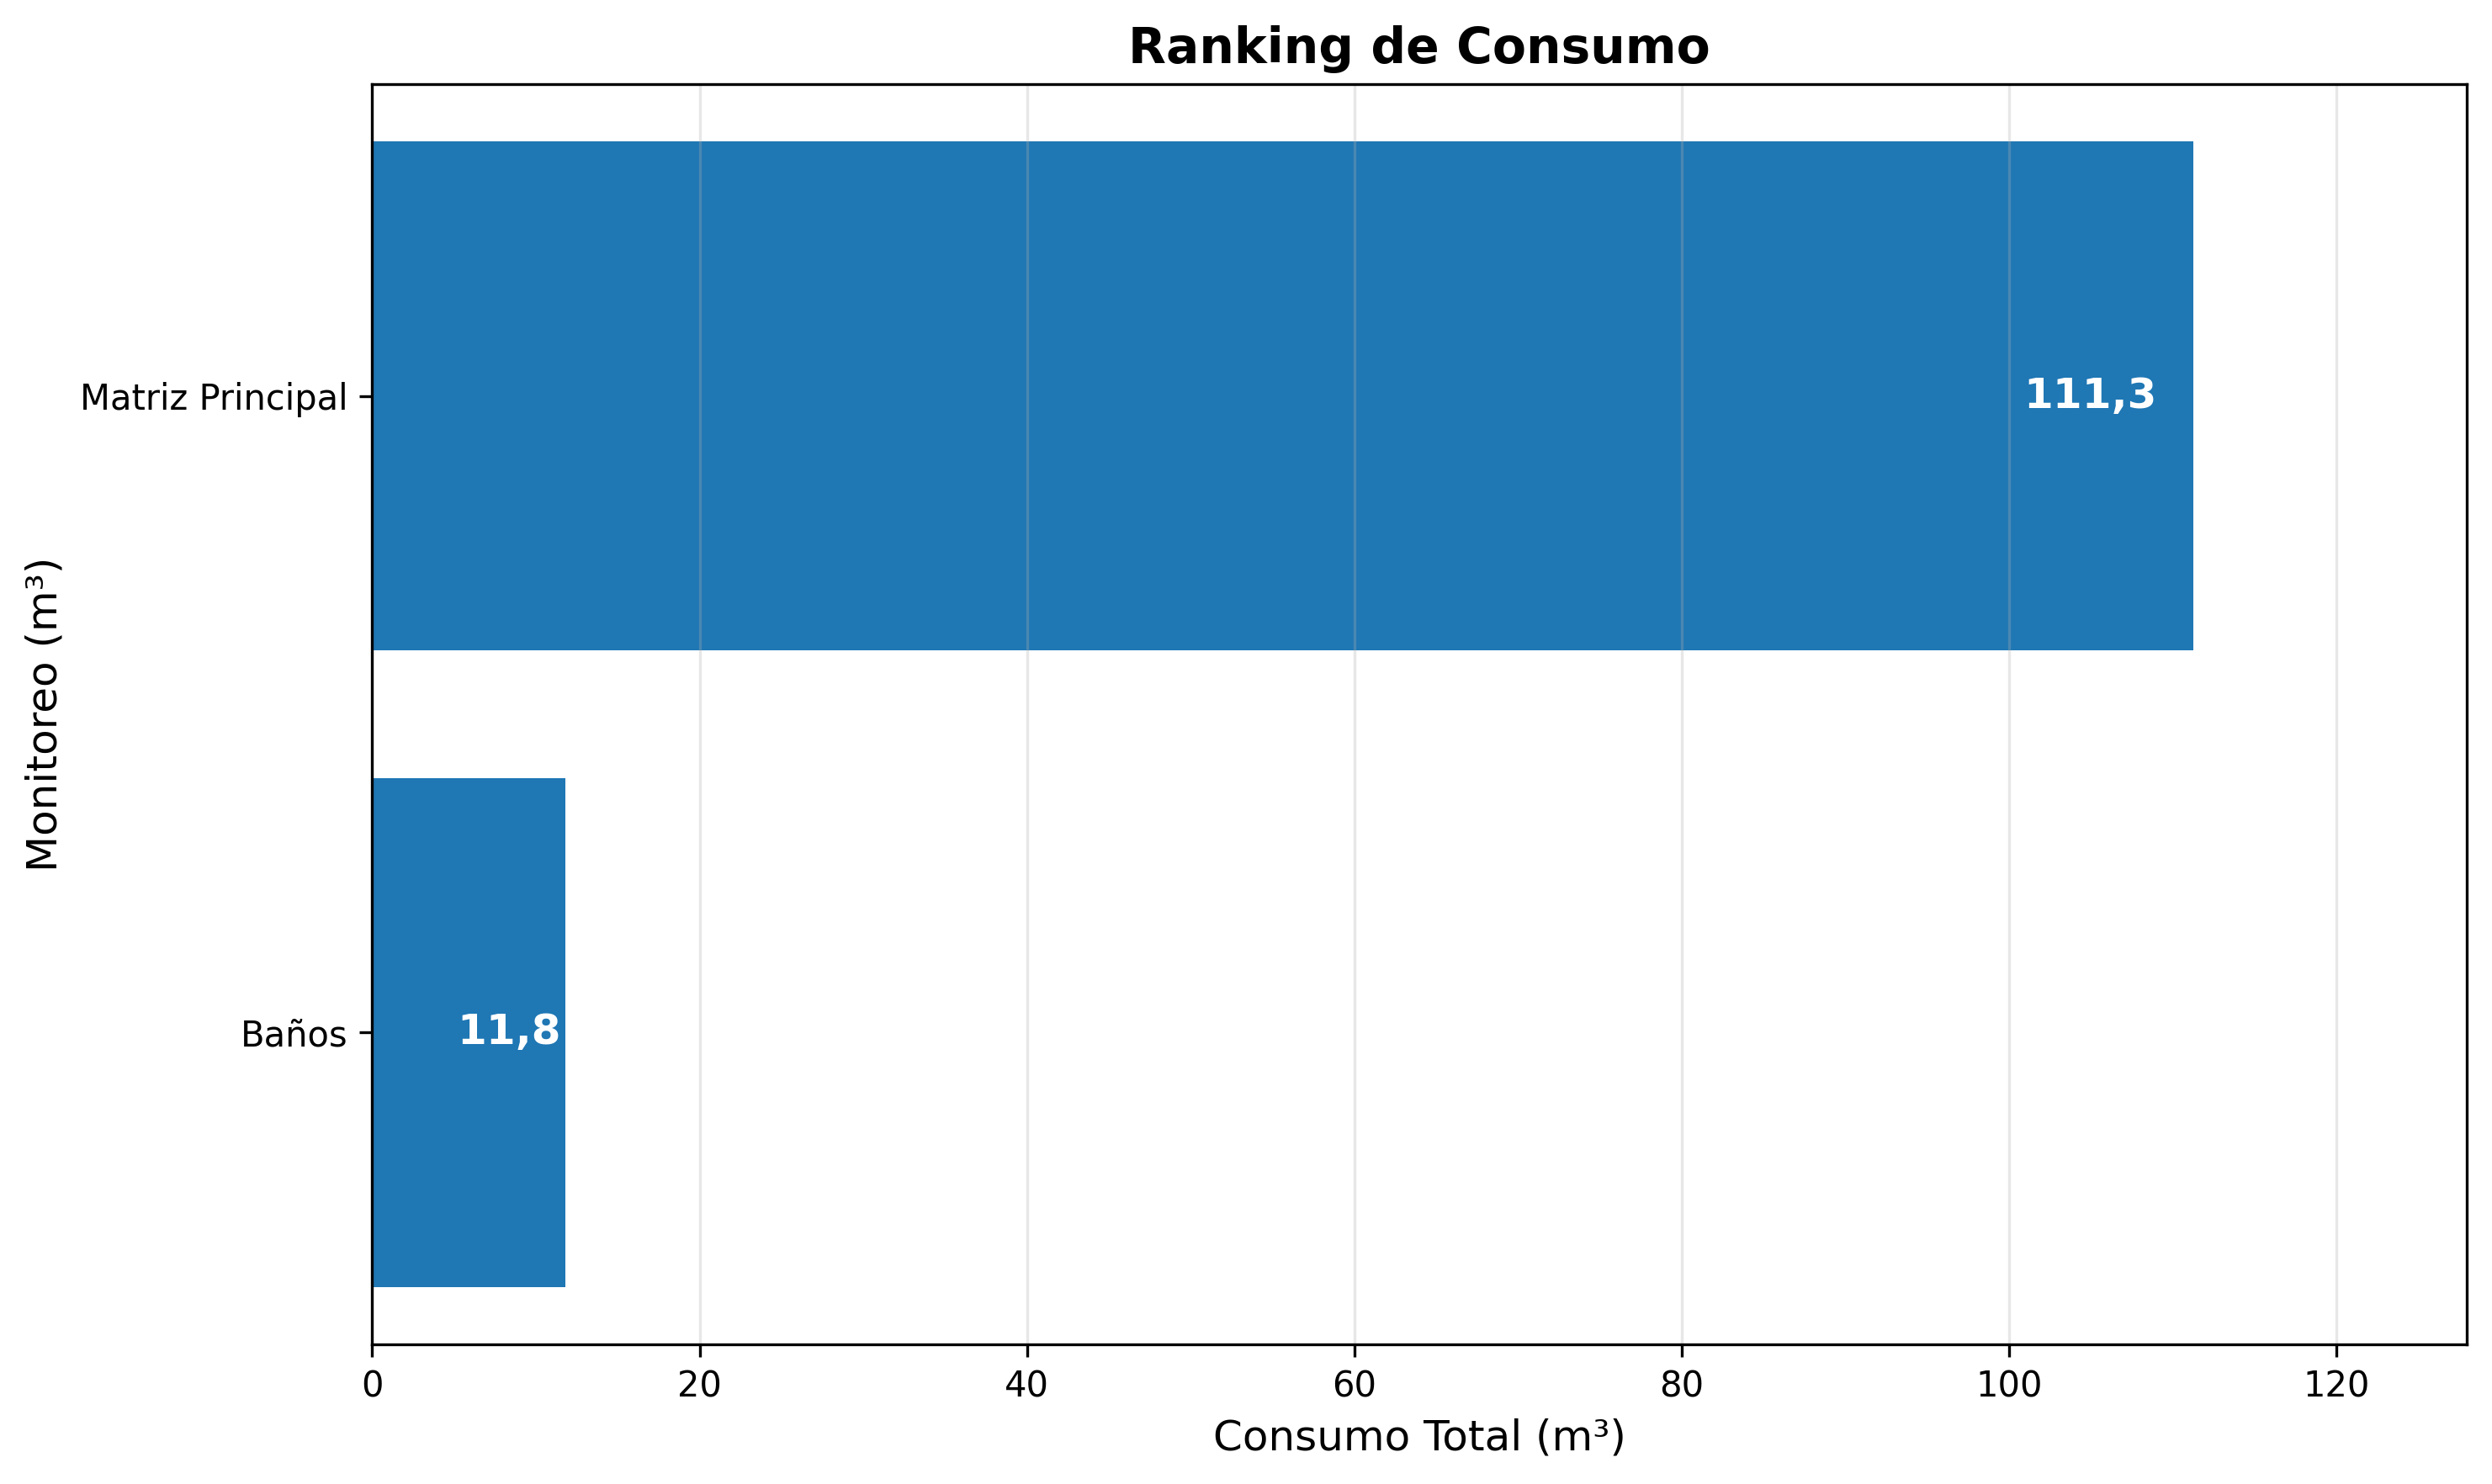 Ranking de Consumo
Monitoreo (m³)
Matriz Principal
111,3
Baños
11,8
0 20 40 60 80 100 120
Consumo Total (m³)